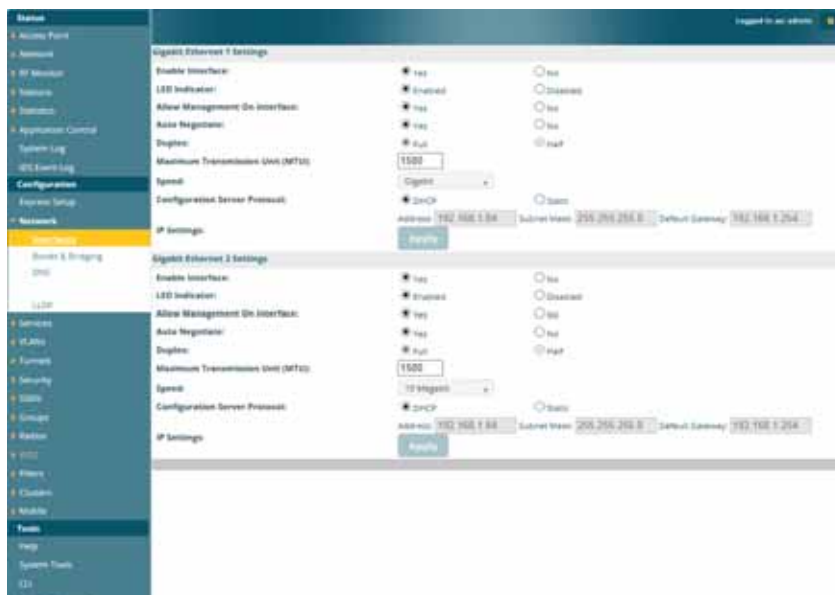 Status
Logged in as: admin
Access Point
Network
RF Monitor
Stations
Statistics
Application Control
System Log
IDS Event Log
Configuration
Express Setup
Network
Interfaces
Bonds & Bridging
DNS
LLDP
Services
VLANs
Tunnels
Security
SSIDs
Groups
Radios
Filters
Clusters
Mobile
Tools
Help
System Tools
CLI
Gigabit Ethernet 1 Settings
Enable Interface: Yes No
LED Indicator: Enabled Disabled
Allow Management On Interface: Yes No
Auto Negotiate: Yes No
Duplex: Full Half
Maximum Transmission Unit (MTU): 1500
Speed: Gigabit
Configuration Server Protocol: DHCP Static
IP Settings: Address: 192.168.1.84 Subnet Mask: 255.255.255.0 Default Gateway: 192.168.1.254
Apply
Gigabit Ethernet 2 Settings
Enable Interface: Yes No
LED Indicator: Enabled Disabled
Allow Management On Interface: Yes No
Auto Negotiate: Yes No
Duplex: Full Half
Maximum Transmission Unit (MTU): 1500
Speed: 10 Megabit
Configuration Server Protocol: DHCP Static
IP Settings: Address: 192.168.1.84 Subnet Mask: 255.255.255.0 Default Gateway: 192.168.1.254
Apply